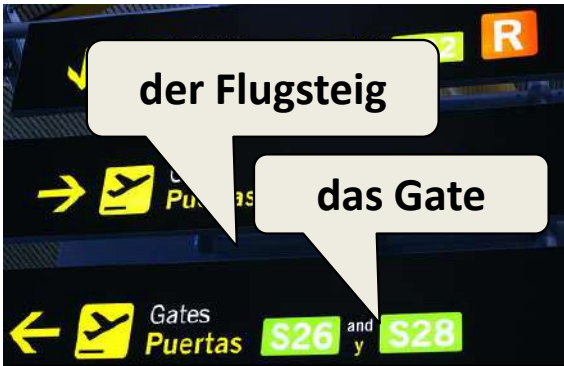 R
der Flugsteig
das Gate
Gates
Puertas S26 and y S28